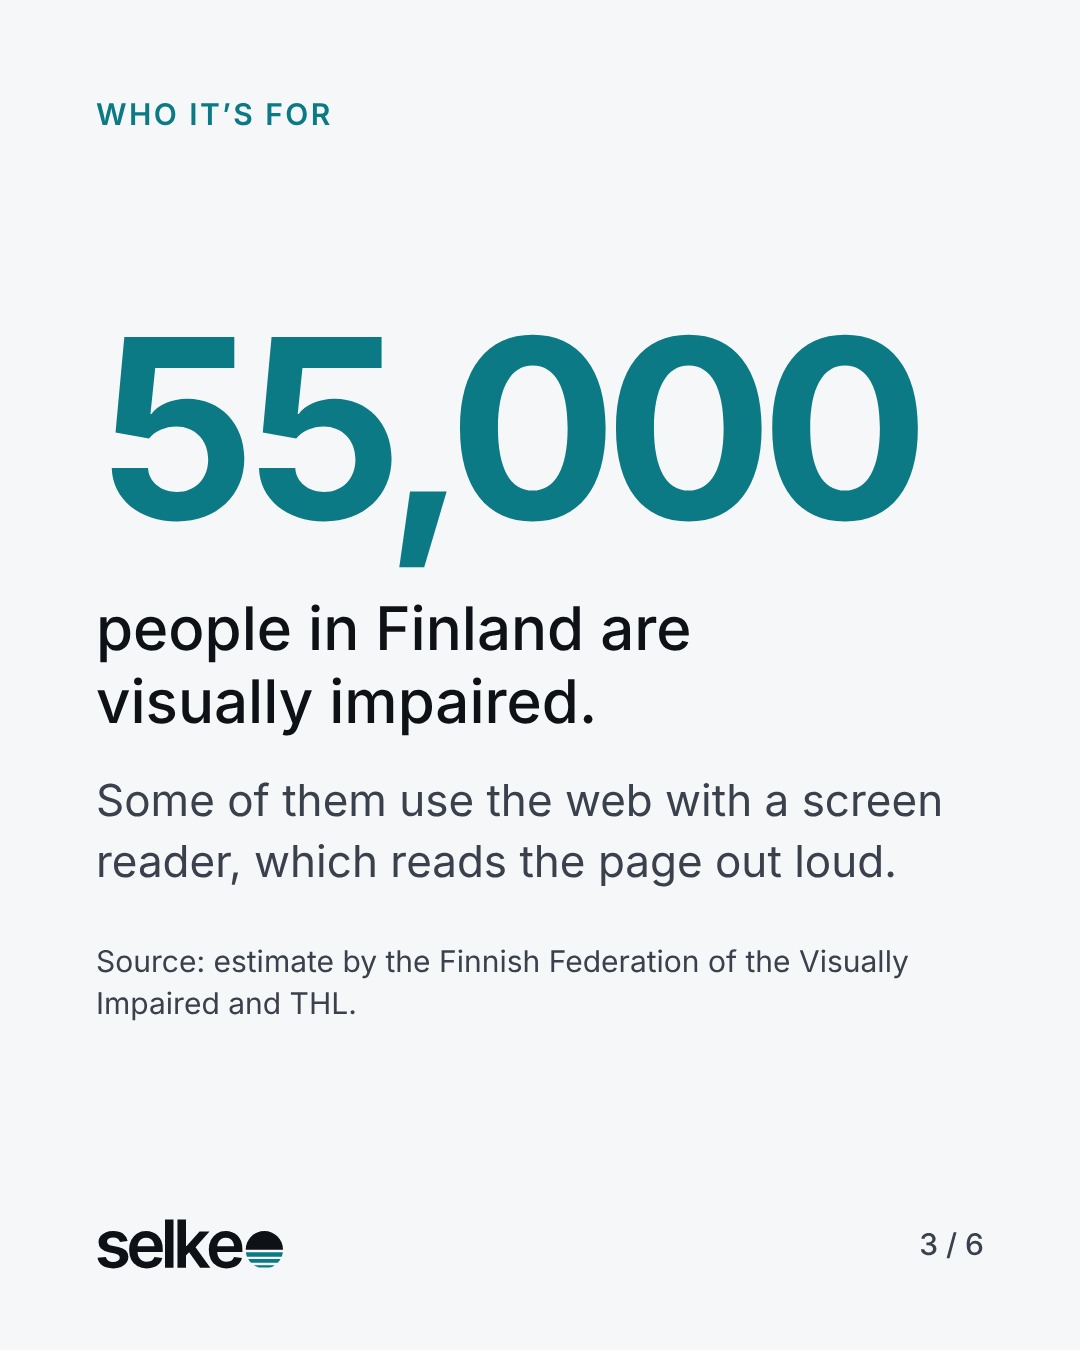 WHO IT’S FOR
55,000
people in Finland are
visually impaired.
Some of them use the web with a screen
reader, which reads the page out loud.
Source: estimate by the Finnish Federation of the Visually
Impaired and THL.
selkeo
3 / 6